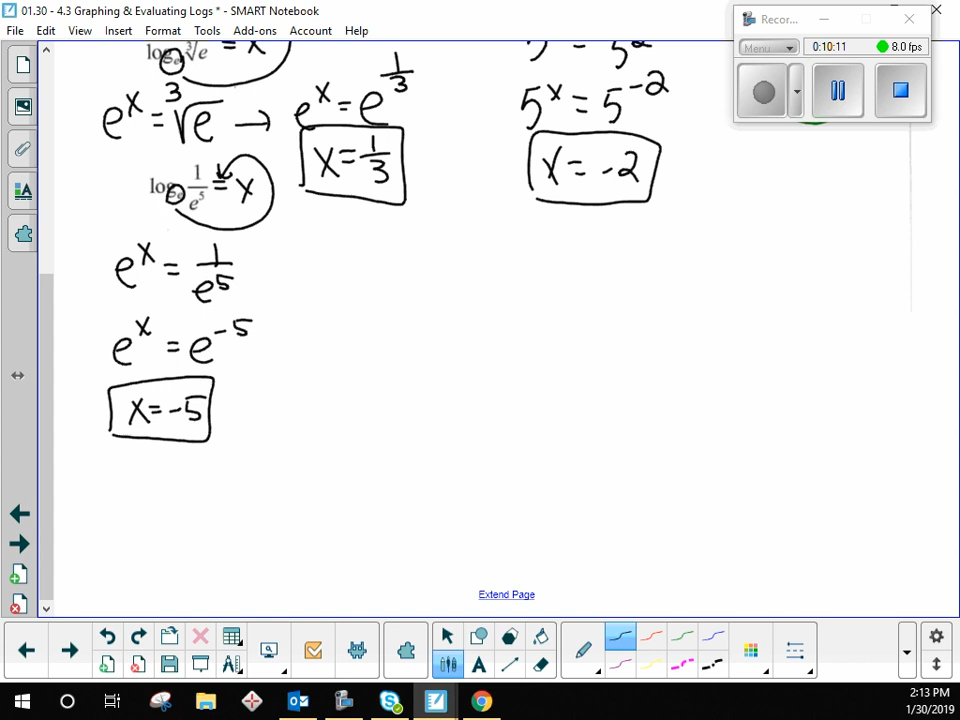 01.30 - 4.3 Graphing & Evaluating Logs * - SMART Notebook
File Edit View Insert Format Tools Add-ons Account Help
Recor...
Menu 0:10:11 8.0 fps
logₑ ∛e = x
5ˣ = 5^-2
eˣ = ∛e → eˣ = e^1/3
x = 1/3
x = -2
logₑ 1/e⁵ = x
eˣ = 1/e⁵
eˣ = e^-5
x = -5
Extend Page
2:13 PM
1/30/2019